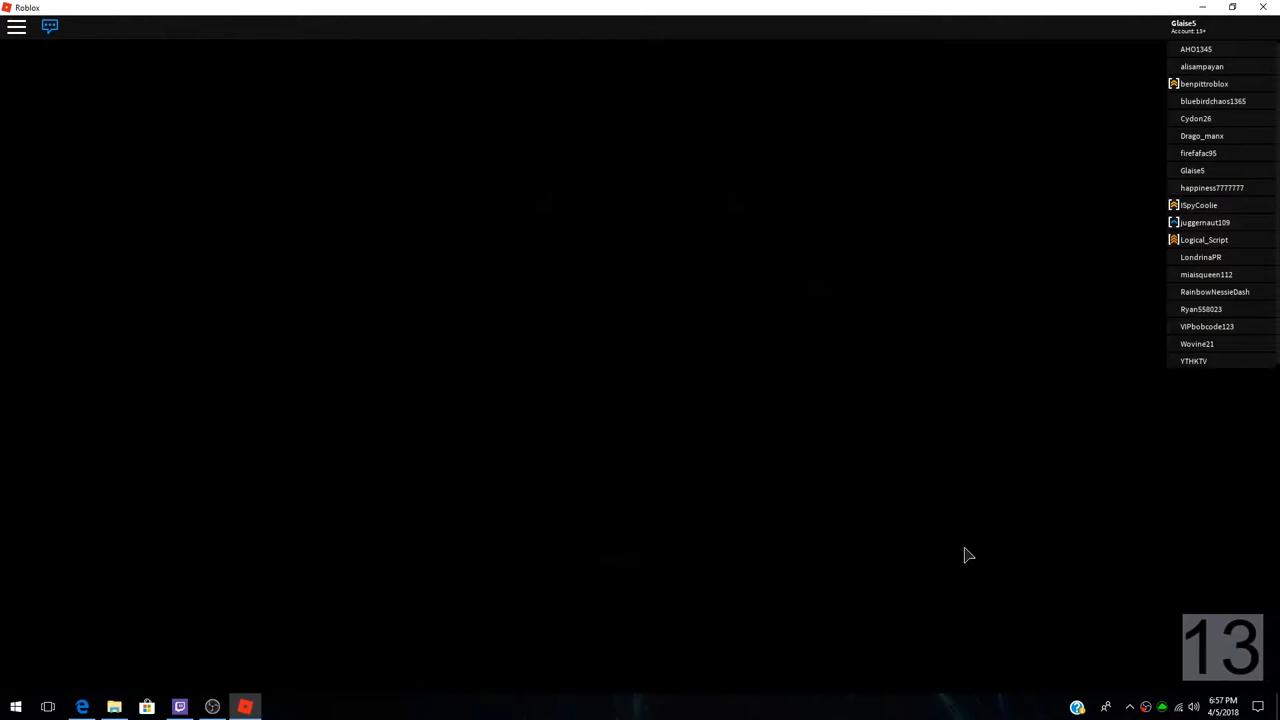 Roblox
Glaise5
Account: 13+
AHO1345
alisampayan
benpittroblox
bluebirdchaos1365
Cydon26
Drago_manx
firefafac95
Glaise5
happiness7777777
ISpyCoolie
juggernaut109
Logical_Script
LondrinaPR
miaisqueen112
RainbowNessieDash
Ryan558023
VIPbobcode123
Wovine21
YTHKTV
13
6:57 PM
4/5/2018